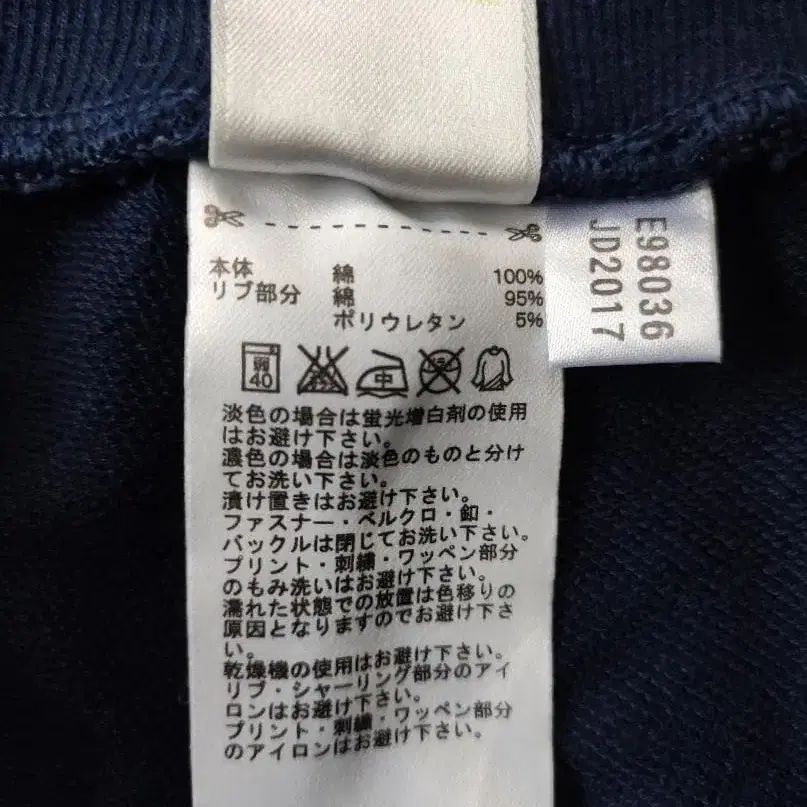 本体 綿 100%
リブ部分 綿 95%
ポリウレタン 5%
弱
40
中
淡色の場合は蛍光増白剤の使用
はお避け下さい。
濃色の場合は淡色のものと分け
てお洗い下さい。
漬け置きはお避け下さい。
ファスナー・ベルクロ・釦・
バックルは閉じてお洗い下さい。
プリント・刺繍・ワッペン部分
のもみ洗いはお避け下さい。
濡れた状態での放置は色移りの
原因となりますのでお避け下さ
い。
乾燥機の使用はお避け下さい。
リブ・シャーリング部分のアイ
ロンはお避け下さい。
プリント・刺繍・ワッペン部分
のアイロンはお避け下さい。
E98036
JD2017